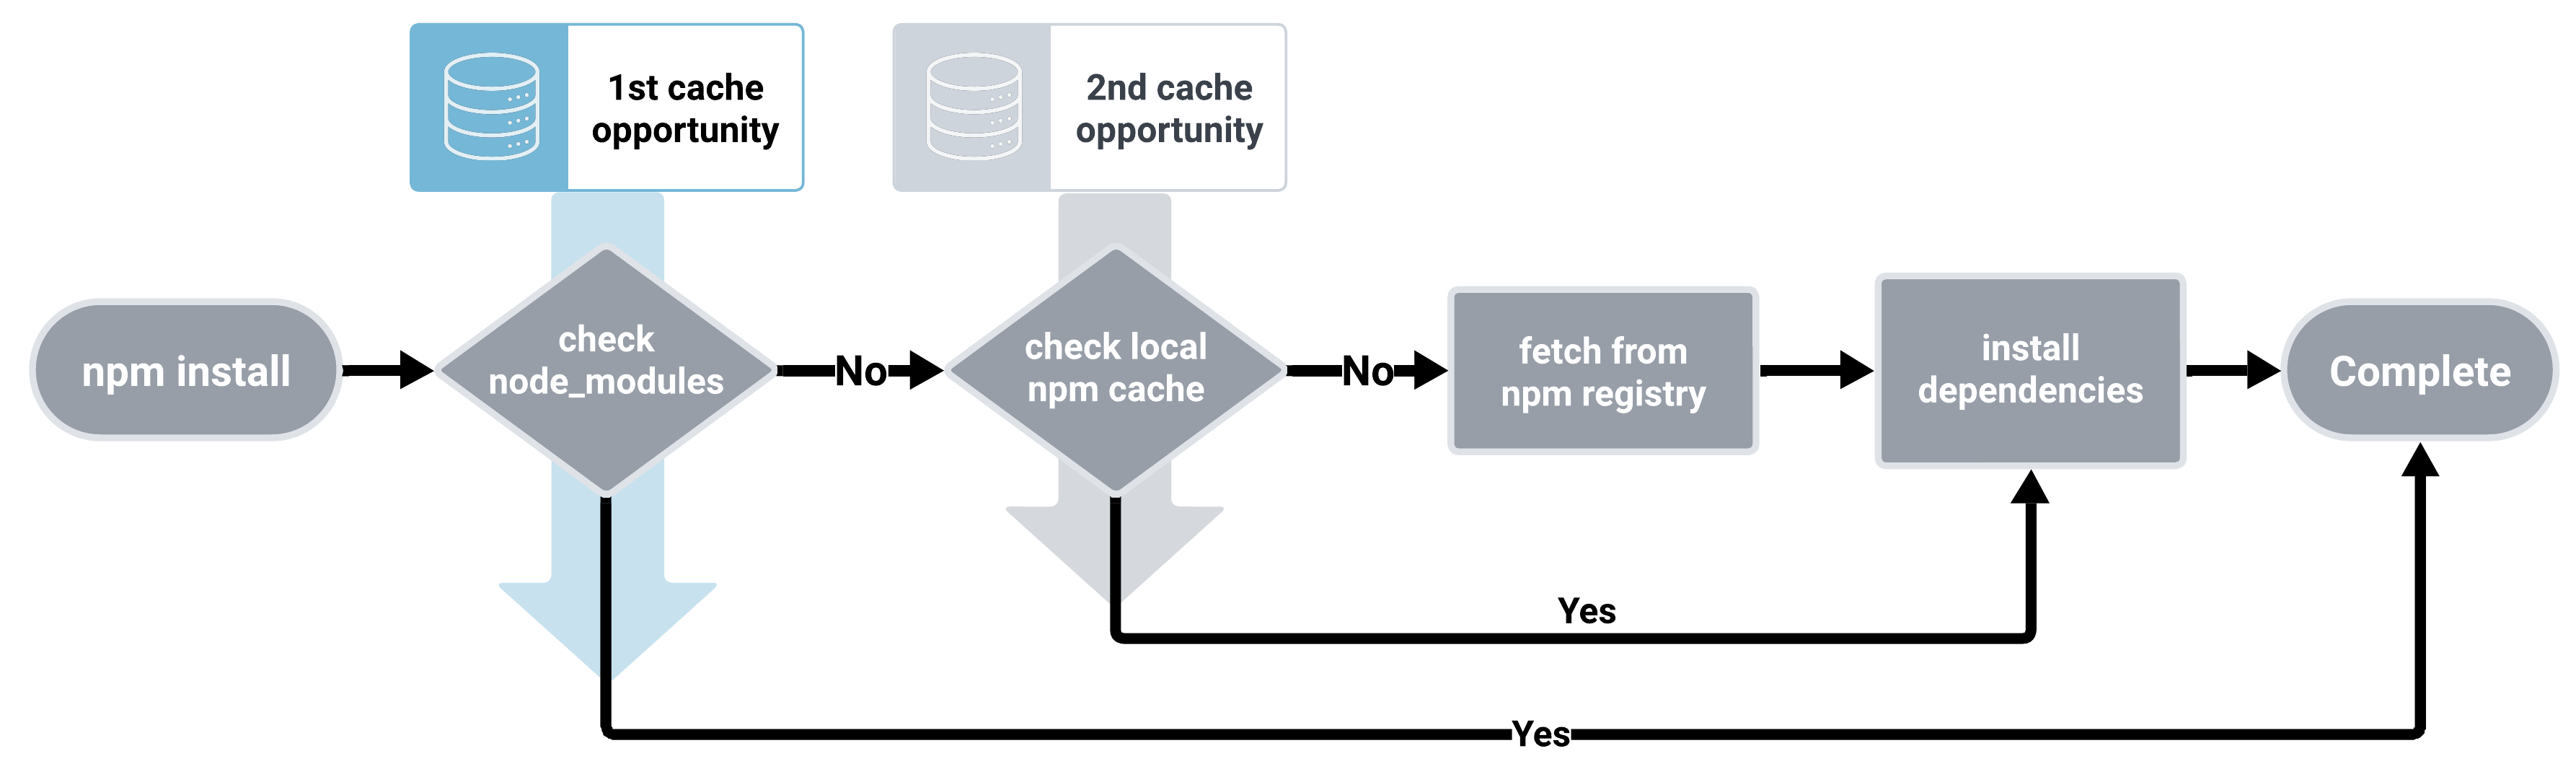 1st cache
opportunity
2nd cache
opportunity
npm install
check
node_modules
No
check local
npm cache
No
fetch from
npm registry
install
dependencies
Complete
Yes
Yes